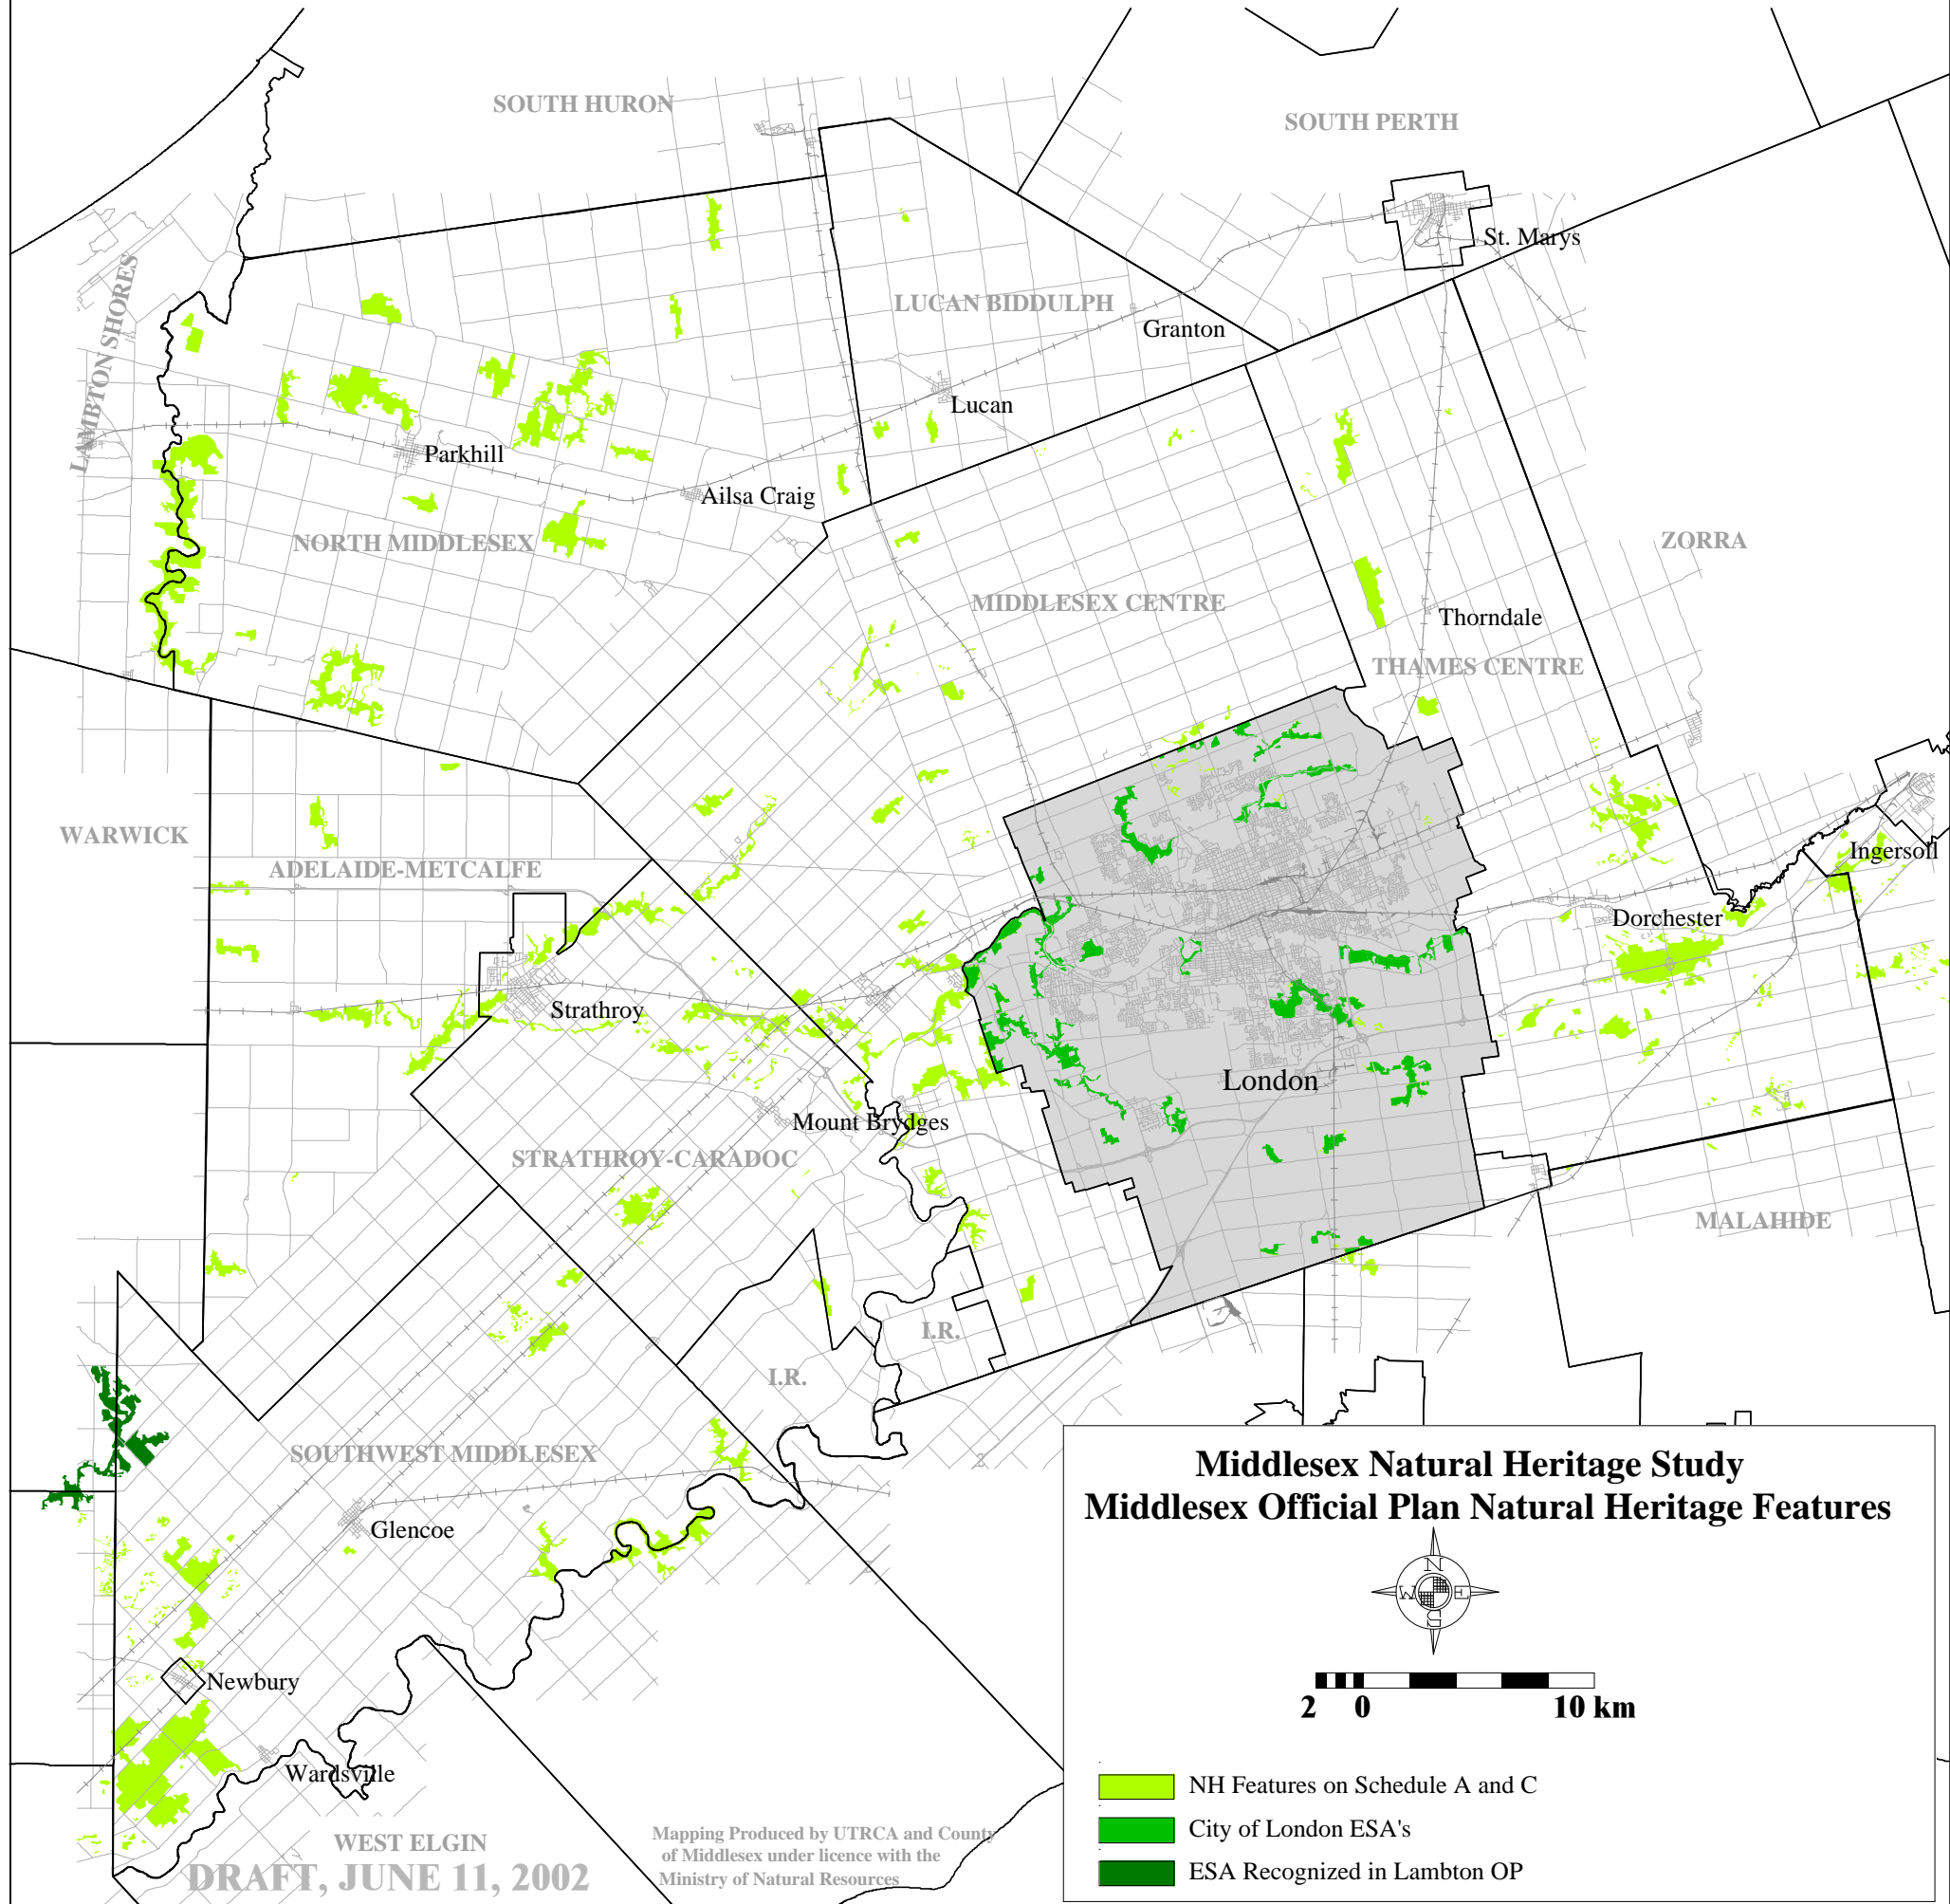 SOUTH HURON
SOUTH PERTH
St. Marys
LAMBTON SHORES
LUCAN BIDDULPH
Granton
Lucan
Parkhill
Ailsa Craig
NORTH MIDDLESEX
ZORRA
MIDDLESEX CENTRE
Thorndale
THAMES CENTRE
WARWICK
ADELAIDE-METCALFE
Ingersoll
Dorchester
Strathroy
London
Mount Brydges
STRATHROY-CARADOC
MALAHIDE
I.R.
I.R.
SOUTHWEST MIDDLESEX
Glencoe
Newbury
Wardsville
WEST ELGIN
DRAFT, JUNE 11, 2002
Mapping Produced by UTRCA and County
of Middlesex under licence with the
Ministry of Natural Resources
Middlesex Natural Heritage Study
Middlesex Official Plan Natural Heritage Features
N
W E
S
2 0 10 km
NH Features on Schedule A and C
City of London ESA's
ESA Recognized in Lambton OP